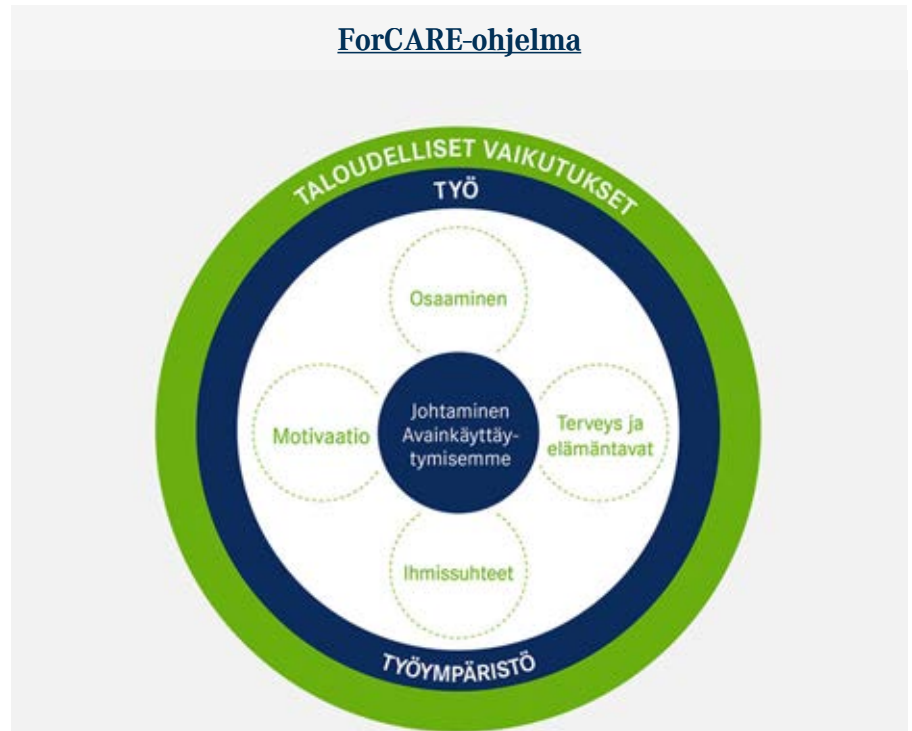 ForCARE-ohjelma
TALOUDELLISET VAIKUTUKSET
TYÖ
Osaaminen
Motivaatio
Johtaminen
Avainkäyttäy-
tymisemme
Terveys ja
elämäntavat
Ihmissuhteet
TYÖYMPÄRISTÖ